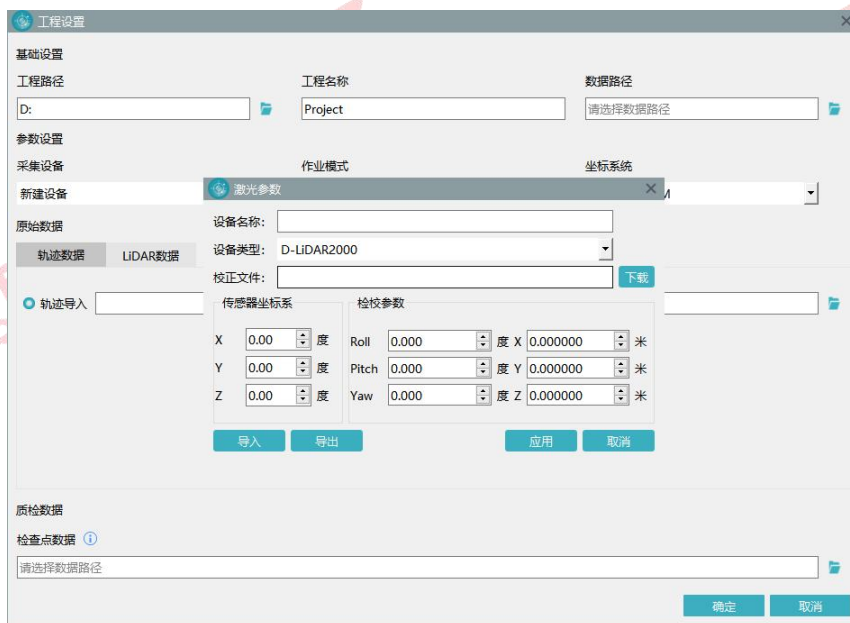 工程设置
基础设置
工程路径 工程名称 数据路径
D: Project 请选择数据路径
参数设置
采集设备 作业模式 坐标系统
新建设备
激光参数
设备名称:
原始数据
设备类型: D-LiDAR2000
轨迹数据 LiDAR数据
校正文件: 下载
轨迹导入
传感器坐标系 检校参数
X 0.00 度 Roll 0.000 度 X 0.000000 米
Y 0.00 度 Pitch 0.000 度 Y 0.000000 米
Z 0.00 度 Yaw 0.000 度 Z 0.000000 米
导入 导出 应用 取消
质检数据
检查点数据
请选择数据路径
确定 取消